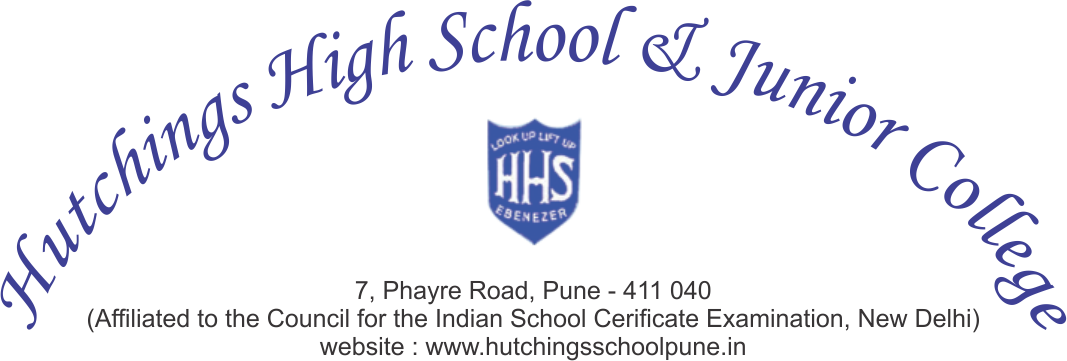 Hutchings High School & Junior College
LOOK UP LIFT UP
HHS
EBENEZER
7, Phayre Road, Pune - 411 040
(Affiliated to the Council for the Indian School Cerificate Examination, New Delhi)
website : www.hutchingsschoolpune.in